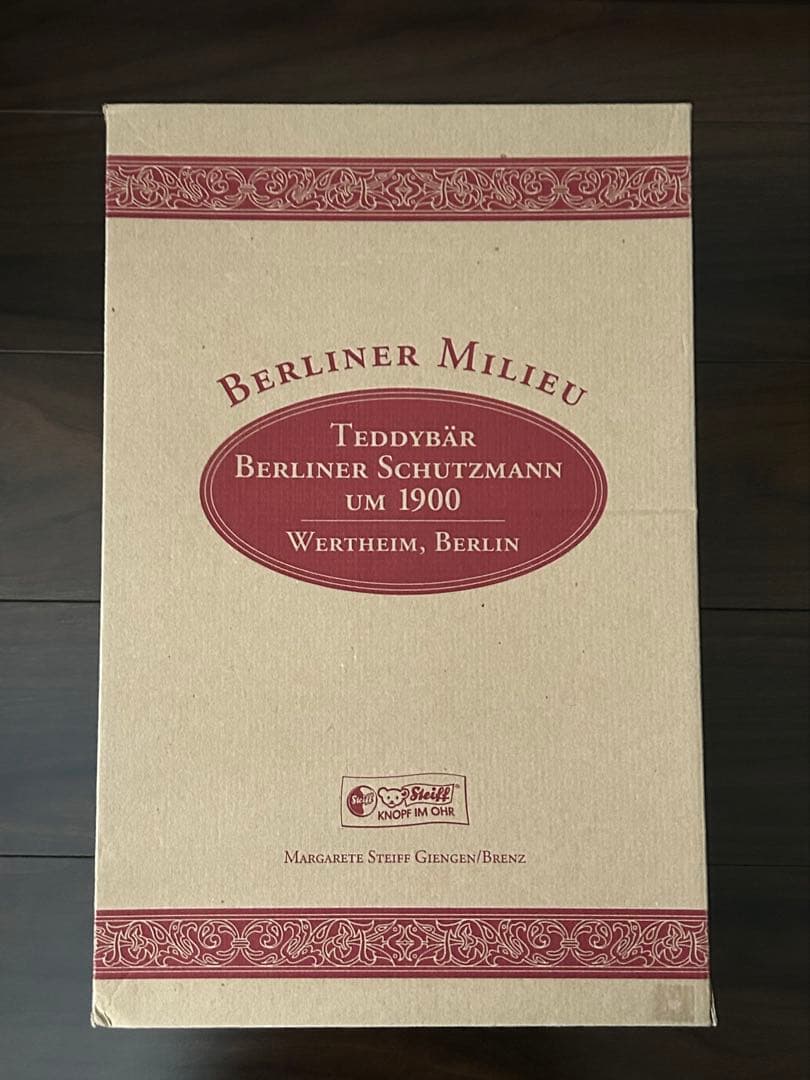 BERLINER MILIEU
TEDDYBÄR
BERLINER SCHUTZMANN
UM 1900
WERTHEIM, BERLIN
Steiff Steiff
KNOPF IM OHR
MARGARETE STEIFF GIENGEN/BRENZ